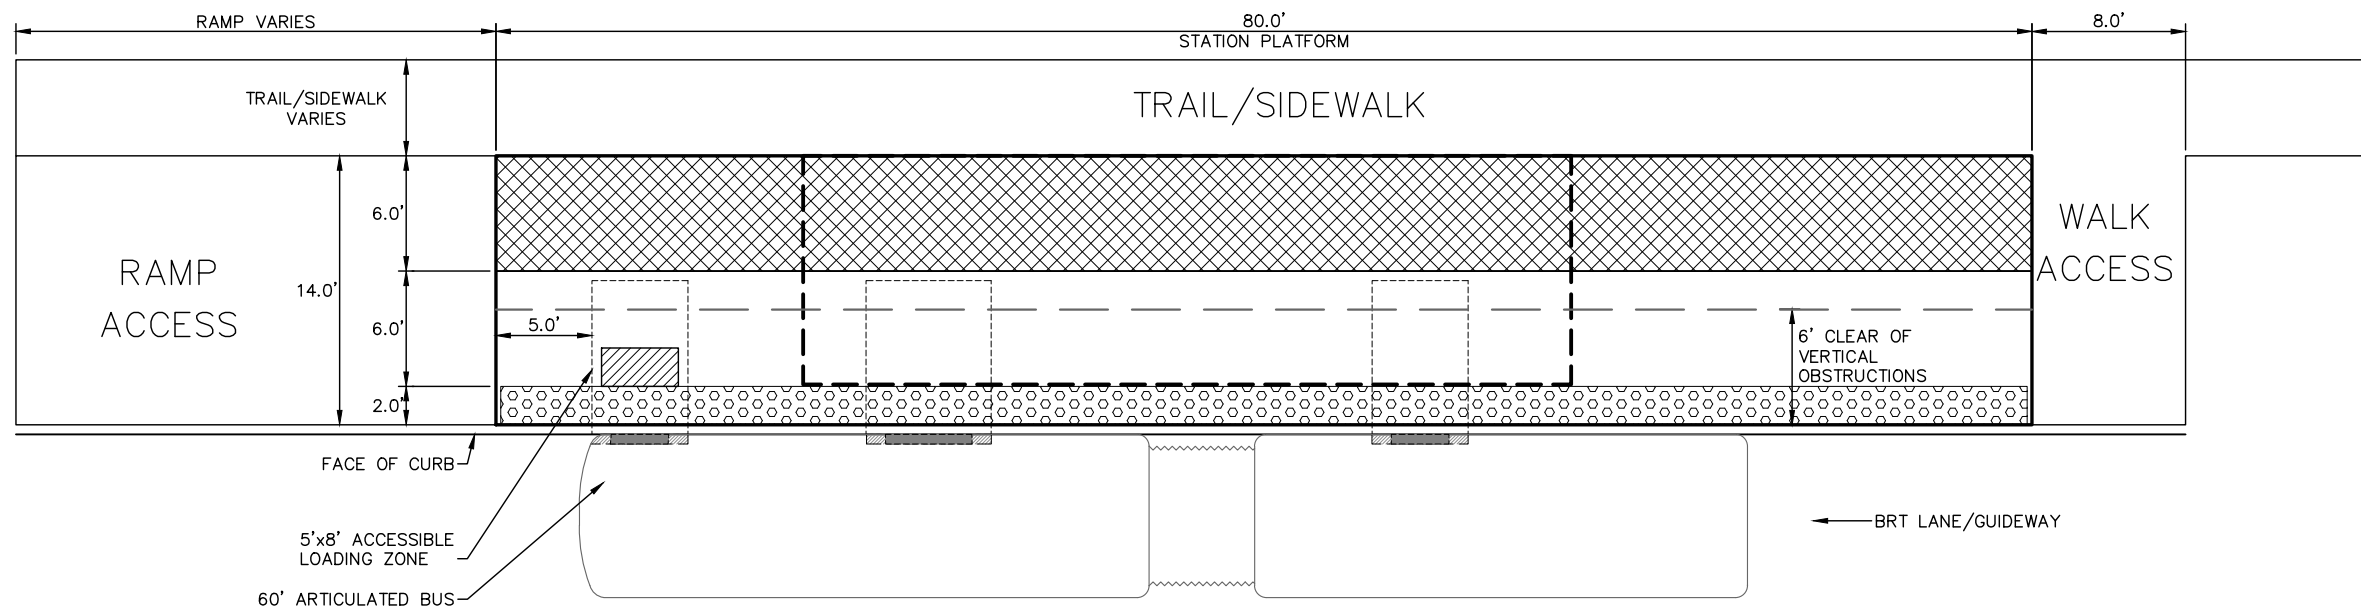 RAMP VARIES
80.0'
8.0'
STATION PLATFORM
TRAIL/SIDEWALK
VARIES
TRAIL/SIDEWALK
6.0'
WALK
ACCESS
RAMP
ACCESS
14.0'
6.0'
5.0'
6' CLEAR OF
VERTICAL
OBSTRUCTIONS
2.0'
FACE OF CURB
5'x8' ACCESSIBLE
LOADING ZONE
BRT LANE/GUIDEWAY
60' ARTICULATED BUS